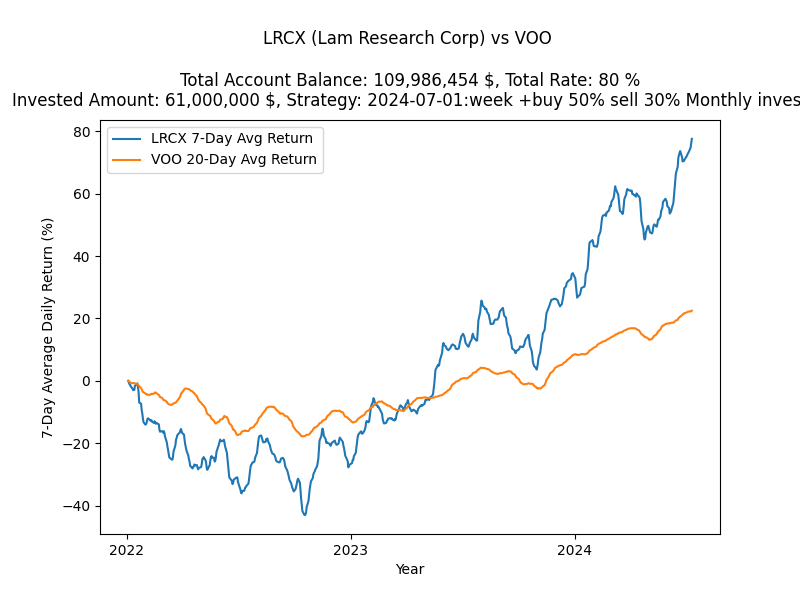 LRCX (Lam Research Corp) vs VOO
Total Account Balance: 109,986,454 $, Total Rate: 80 %
Invested Amount: 61,000,000 $, Strategy: 2024-07-01:week +buy 50% sell 30% Monthly inves
LRCX 7-Day Avg Return
VOO 20-Day Avg Return
7-Day Average Daily Return (%)
80
60
40
20
0
−20
−40
2022
2023
2024
Year